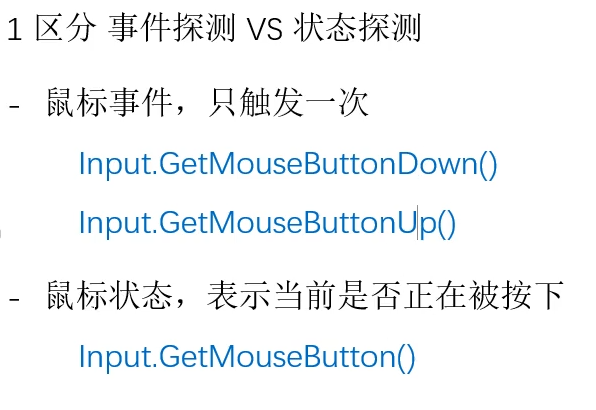 1 区分 事件探测 VS 状态探测
- 鼠标事件，只触发一次
Input.GetMouseButtonDown()
Input.GetMouseButtonUp()
- 鼠标状态，表示当前是否正在被按下
Input.GetMouseButton()